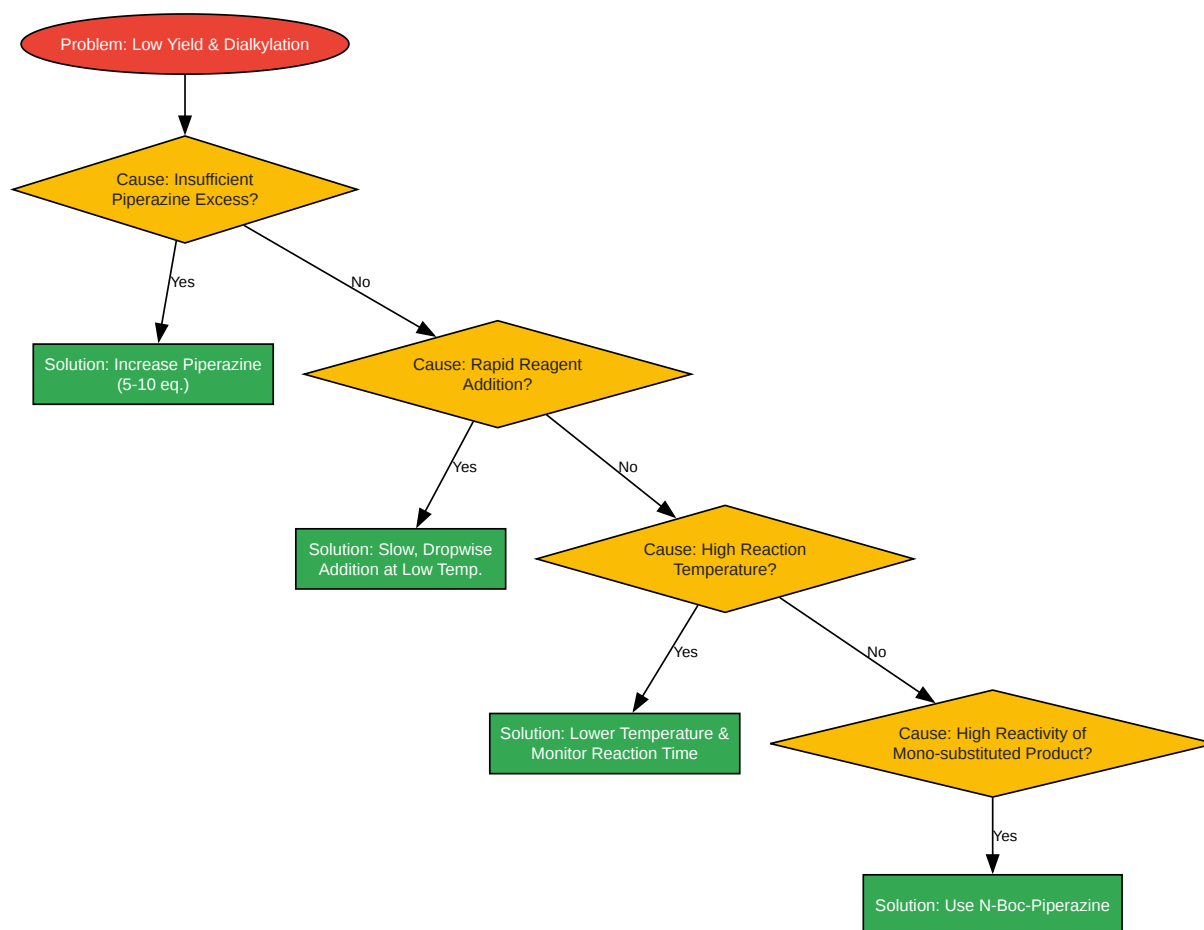 Problem: Low Yield & Dialkylation
Cause: Insufficient
Piperazine Excess?
Yes
No
Solution: Increase Piperazine
(5-10 eq.)
Cause: Rapid Reagent
Addition?
Yes
No
Solution: Slow, Dropwise
Addition at Low Temp.
Cause: High Reaction
Temperature?
Yes
No
Solution: Lower Temperature &
Monitor Reaction Time
Cause: High Reactivity of
Mono-substituted Product?
Yes
Solution: Use N-Boc-Piperazine